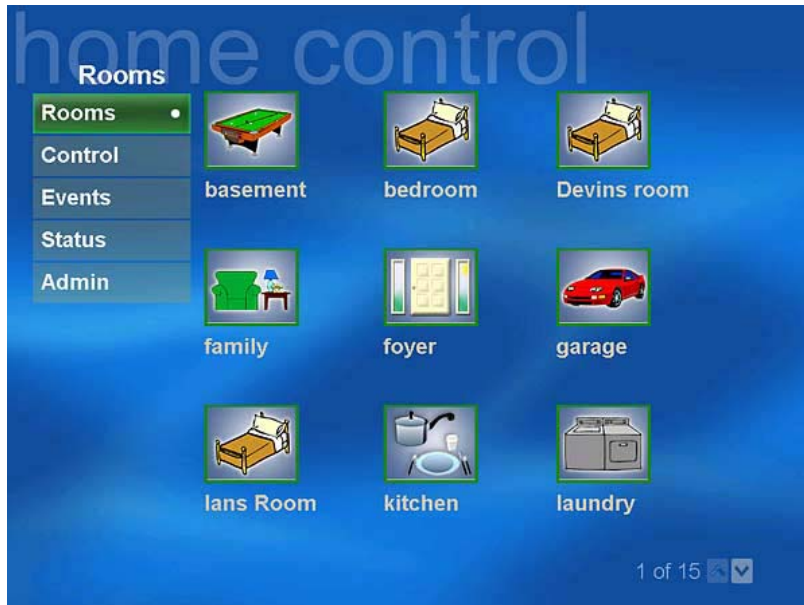 home control
Rooms
Rooms
Control
Events
Status
Admin
basement
bedroom
Devins room
family
foyer
garage
Ians Room
kitchen
laundry
1 of 15